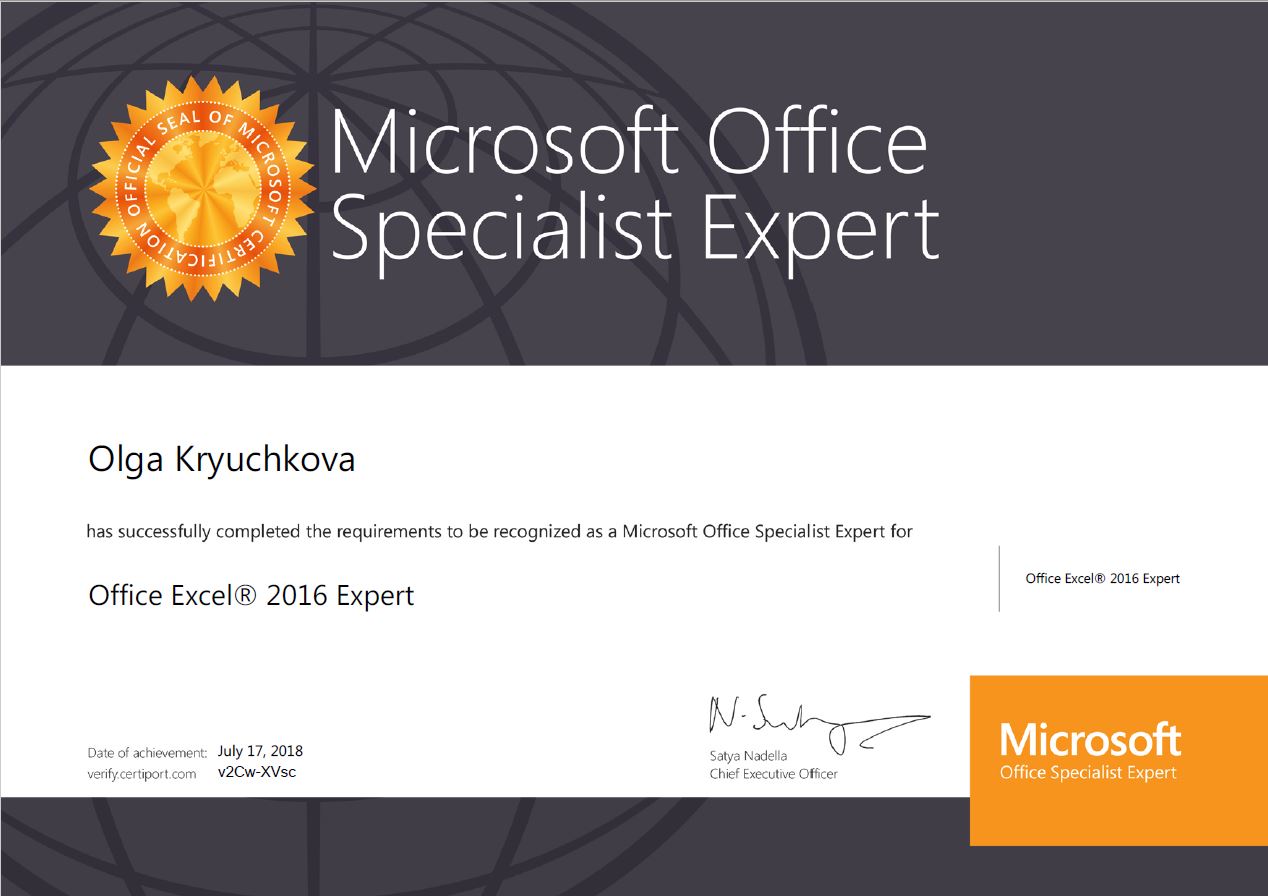 OFFICIAL SEAL OF MICROSOFT CERTIFICATION
Microsoft Office
Specialist Expert
Olga Kryuchkova
has successfully completed the requirements to be recognized as a Microsoft Office Specialist Expert for
Office Excel® 2016 Expert
Office Excel® 2016 Expert
N. Satya
Date of achievement: July 17, 2018
verify.certiport.com v2Cw-XVsc
Satya Nadella
Chief Executive Officer
Microsoft
Office Specialist Expert